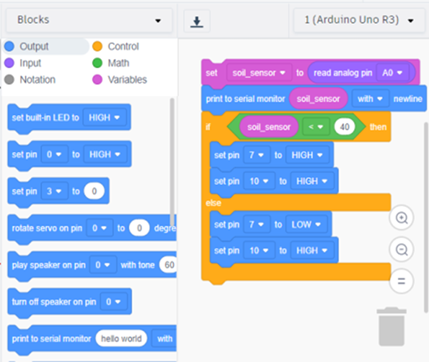 Blocks
1 (Arduino Uno R3)
Output
Control
Input
Math
Notation
Variables
set built-in LED to HIGH
set pin 0 to HIGH
set pin 3 to 0
rotate servo on pin 0 to 0 degre
play speaker on pin 0 with tone 60
turn off speaker on pin 0
print to serial monitor hello world with
set soil_sensor to read analog pin A0
print to serial monitor soil_sensor with newline
if soil_sensor < 40 then
set pin 7 to HIGH
set pin 10 to HIGH
else
set pin 7 to LOW
set pin 10 to HIGH